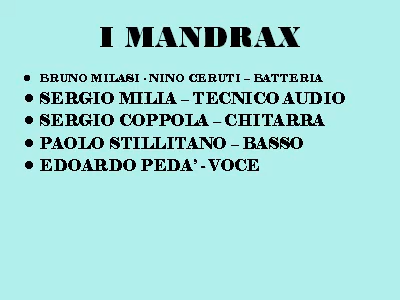 I MANDRAX
• BRUNO MILASI - NINO CERUTI – BATTERIA
• SERGIO MILIA – TECNICO AUDIO
• SERGIO COPPOLA – CHITARRA
• PAOLO STILLITANO – BASSO
• EDOARDO PEDA’ - VOCE